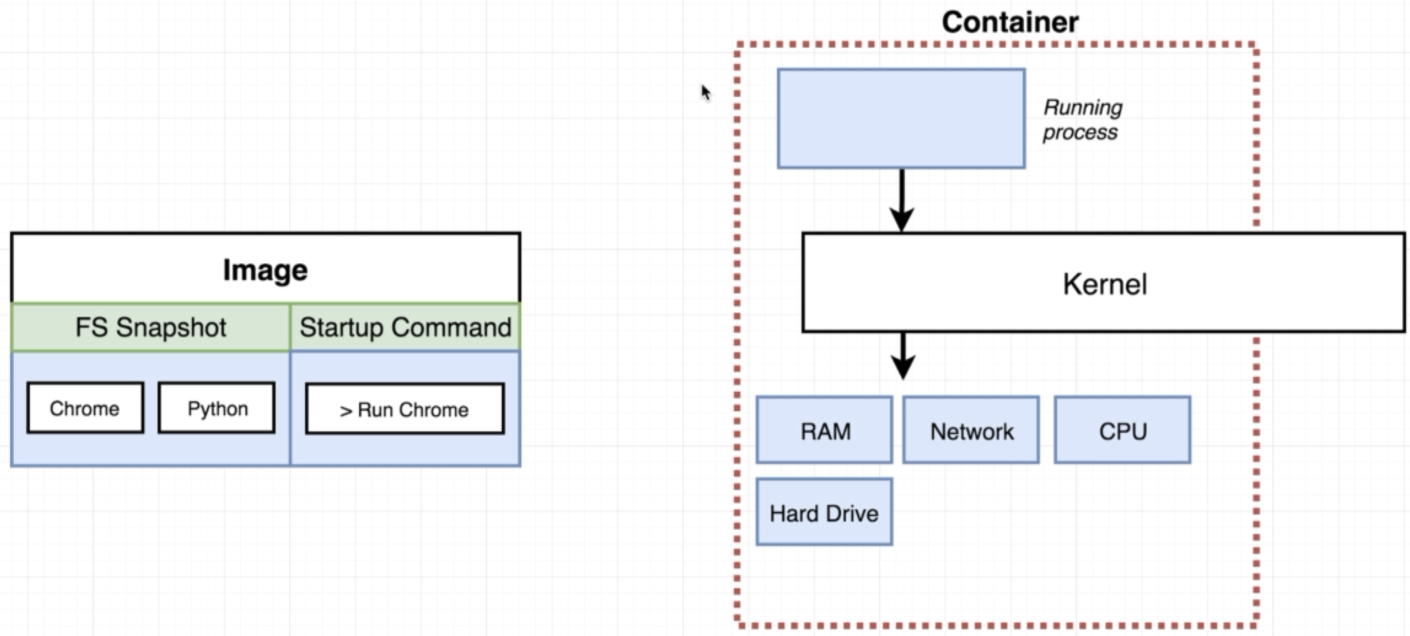 Container
Running
process
Image
Kernel
FS Snapshot
Startup Command
Chrome
Python
> Run Chrome
RAM
Network
CPU
Hard Drive